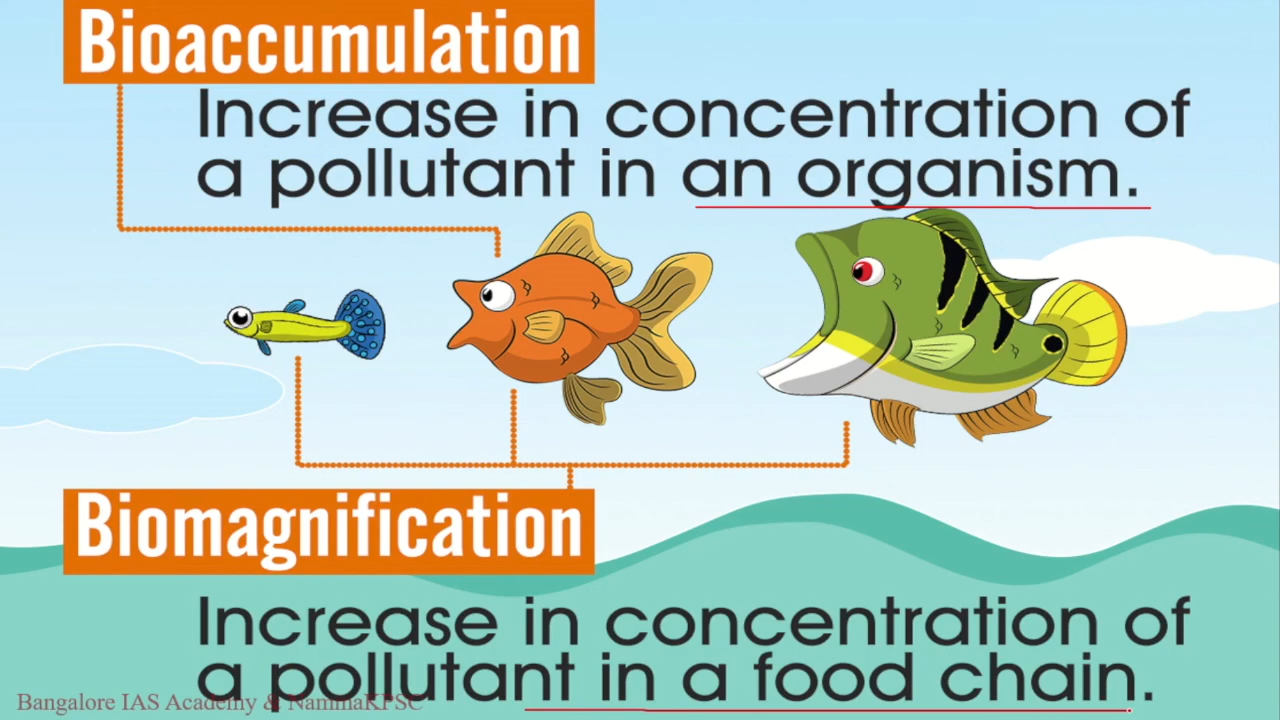 Bioaccumulation
Increase in concentration of
a pollutant in an organism.
Biomagnification
Increase in concentration of
a pollutant in a food chain.
Bangalore IAS Academy & NammaKPSC